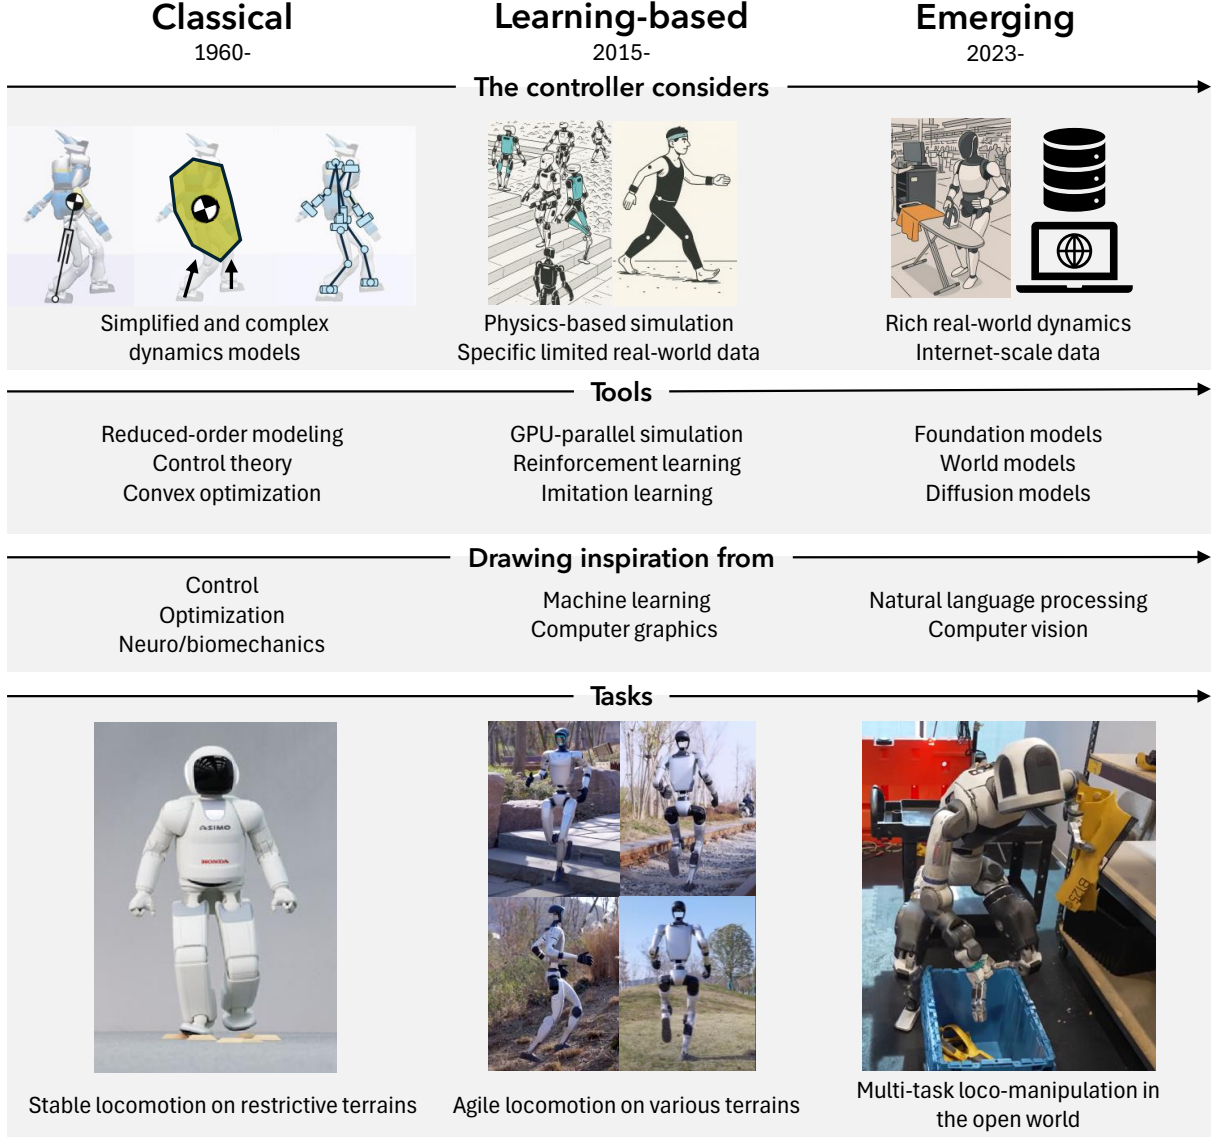 Classical
1960-
Learning-based
2015-
Emerging
2023-
The controller considers
Simplified and complex
dynamics models
Physics-based simulation
Specific limited real-world data
Rich real-world dynamics
Internet-scale data
Tools
Reduced-order modeling
Control theory
Convex optimization
GPU-parallel simulation
Reinforcement learning
Imitation learning
Foundation models
World models
Diffusion models
Drawing inspiration from
Control
Optimization
Neuro/biomechanics
Machine learning
Computer graphics
Natural language processing
Computer vision
Tasks
ASIMO
HONDA
Stable locomotion on restrictive terrains
Agile locomotion on various terrains
Multi-task loco-manipulation in
the open world